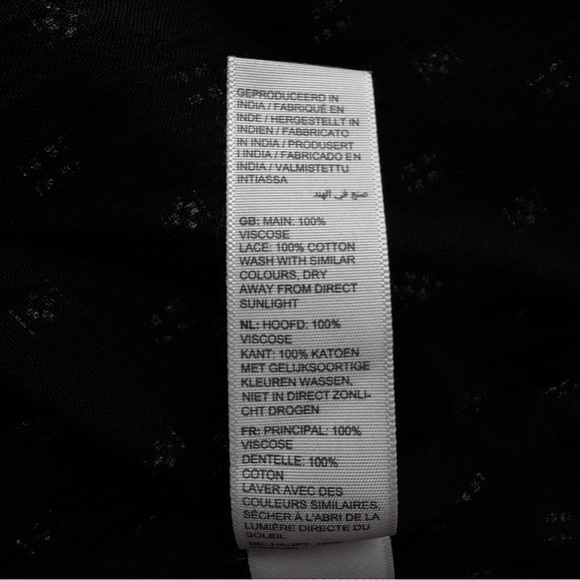 GEPRODUCEERD IN
INDIA / FABRIQUÉ EN
INDE / HERGESTELLT IN
INDIEN / FABBRICATO
IN INDIA / PRODUSERT
I INDIA / FABRICADO EN
INDIA / VALMISTETTU
INTIASSA
صنع في الهند
GB: MAIN: 100%
VISCOSE
LACE: 100% COTTON
WASH WITH SIMILAR
COLOURS, DRY
AWAY FROM DIRECT
SUNLIGHT
NL: HOOFD: 100%
VISCOSE
KANT: 100% KATOEN
MET GELIJKSOORTIGE
KLEUREN WASSEN,
NIET IN DIRECT ZONLI-
CHT DROGEN
FR: PRINCIPAL: 100%
VISCOSE
DENTELLE: 100%
COTON
LAVER AVEC DES
COULEURS SIMILAIRES,
SÉCHER À L'ABRI DE LA
LUMIÈRE DIRECTE DU
SOLEIL